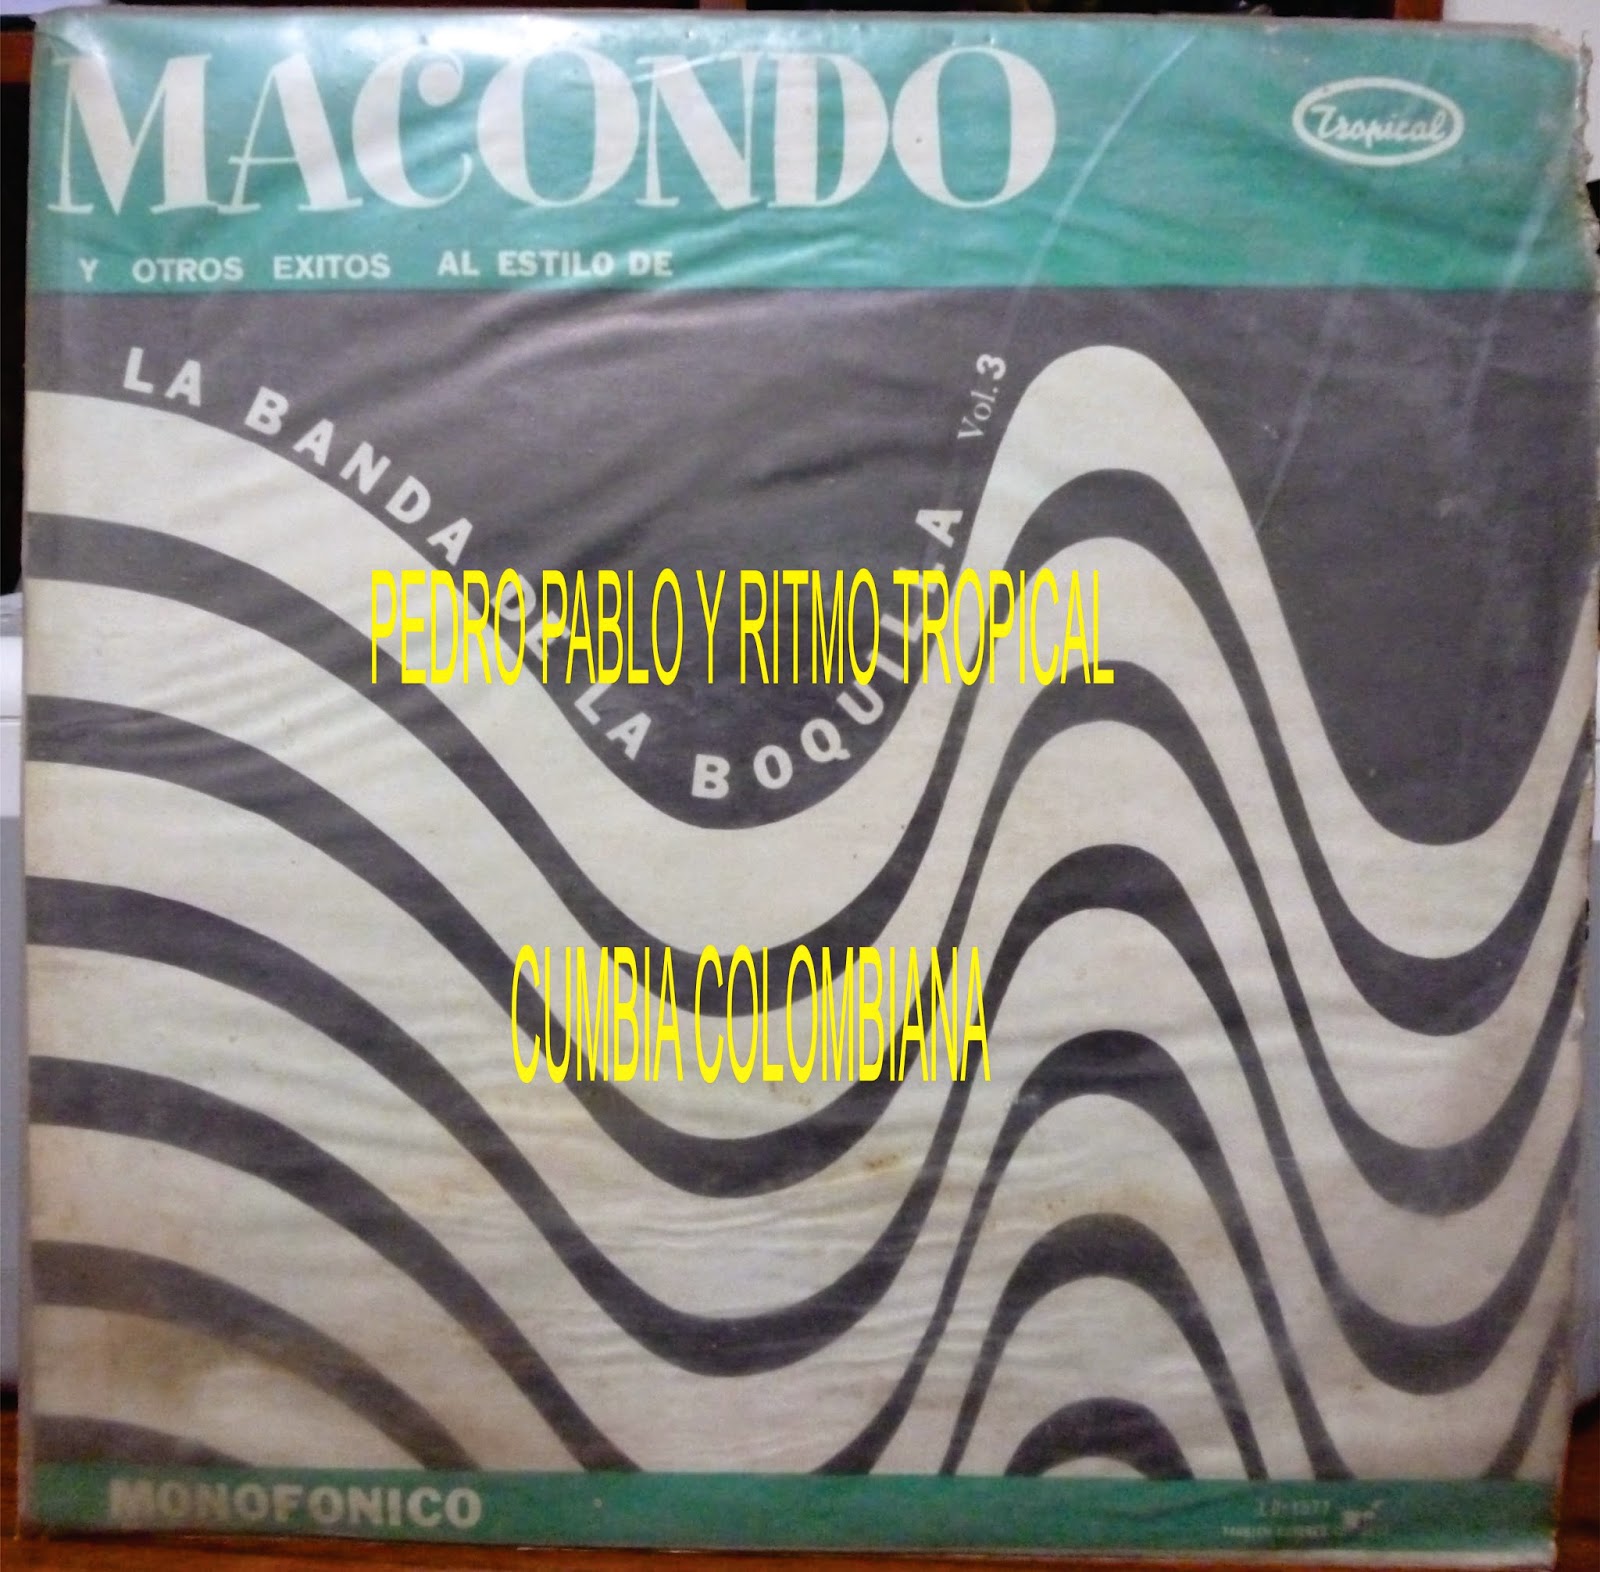 MACONDO
Tropical
Y OTROS EXITOS AL ESTILO DE
LA BANDA DE LA BOQUILLA Vol. 3
PEDRO PABLO Y RITMO TROPICAL
CUMBIA COLOMBIANA
MONOFONICO